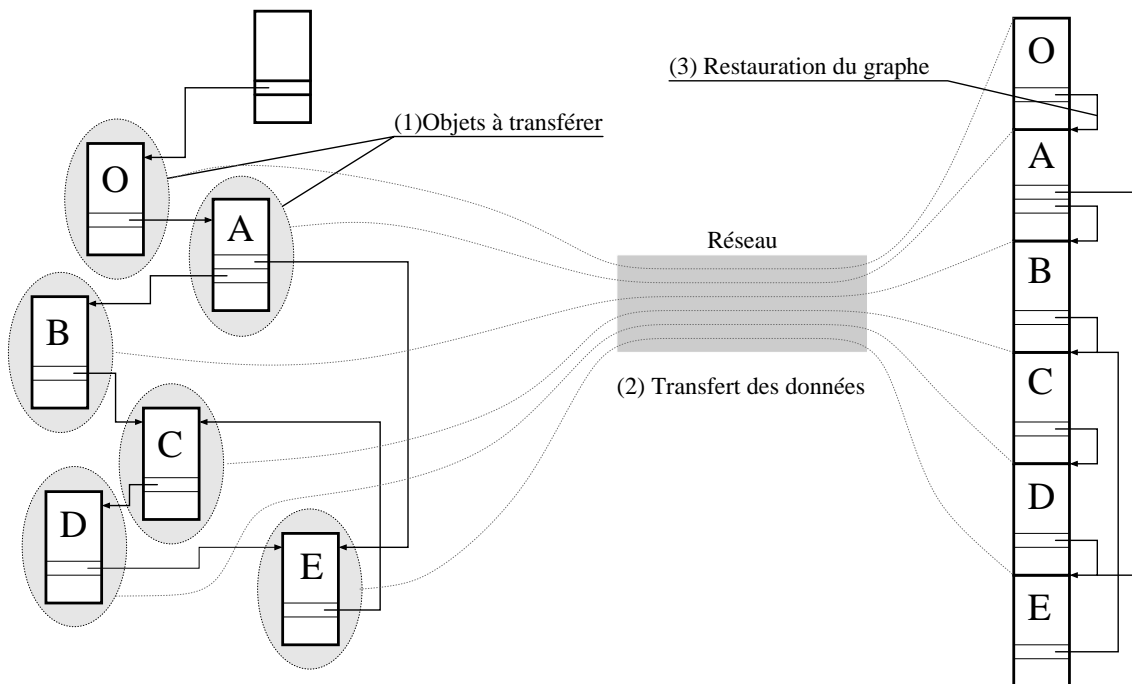 (1)Objets à transférer
O
A
B
C
D
E
Réseau
(2) Transfert des données
(3) Restauration du graphe
O
A
B
C
D
E